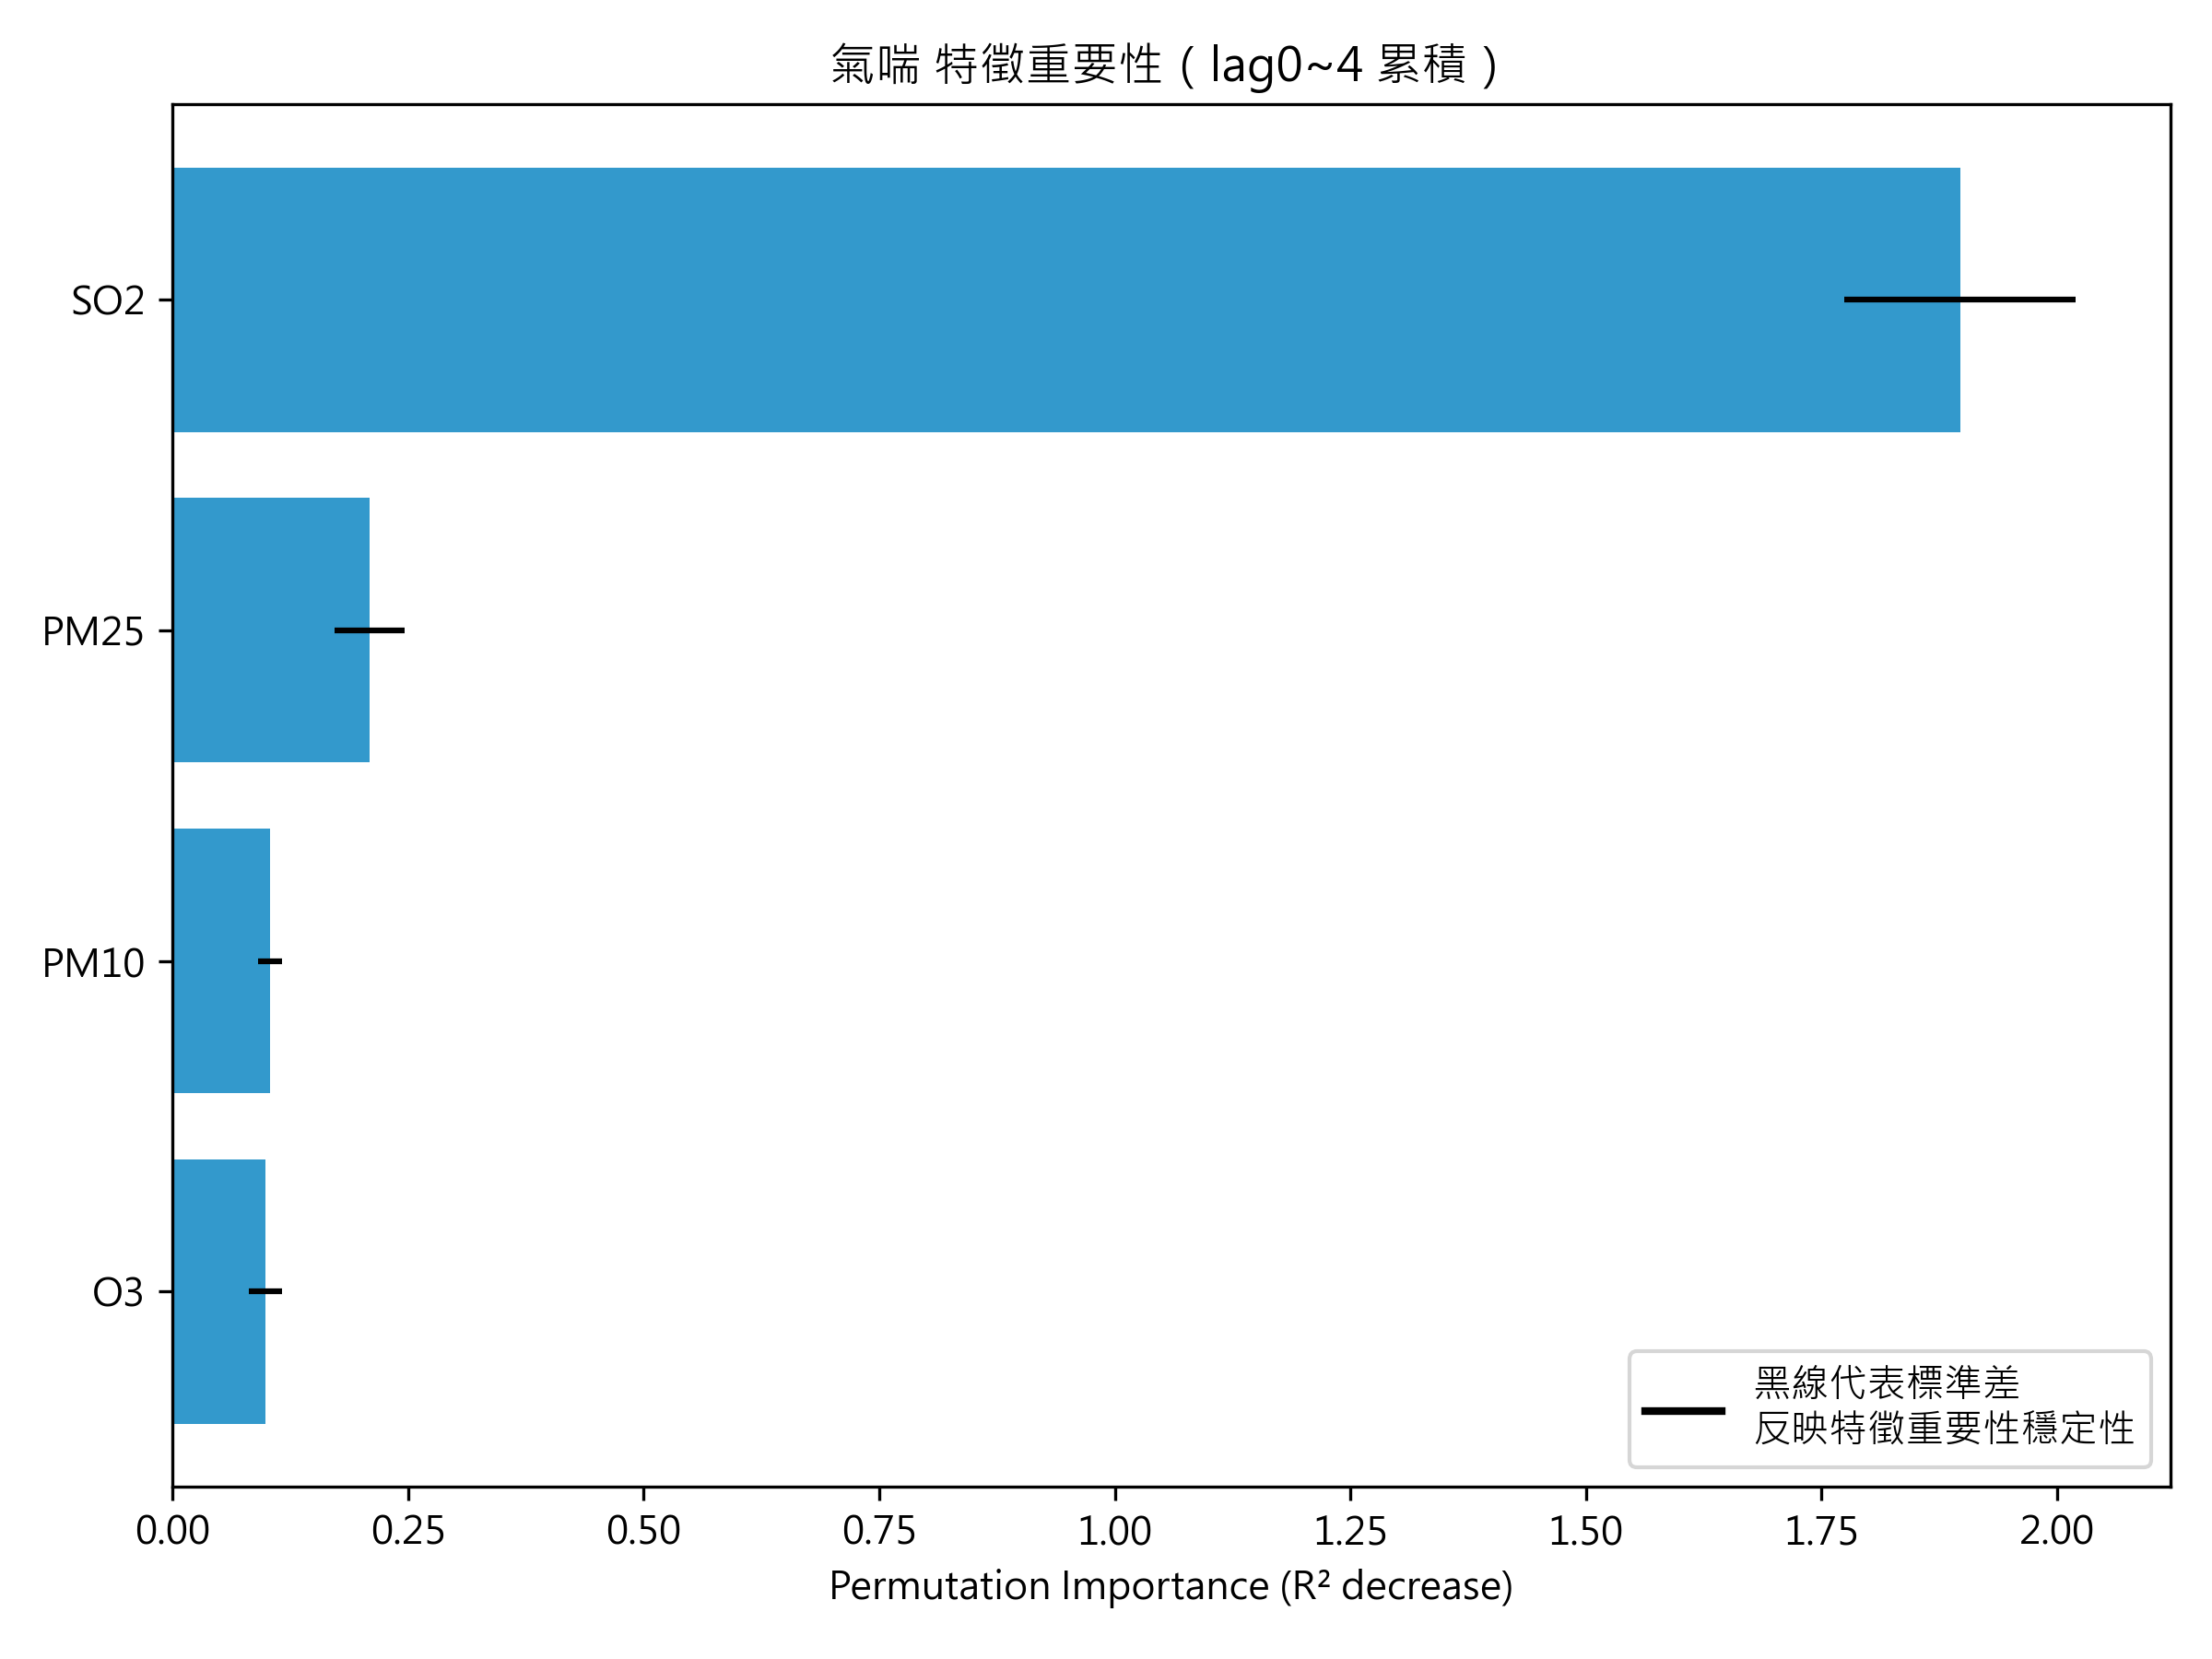 氣喘 特徵重要性（lag0~4 累積）
SO2
PM25
PM10
O3
黑線代表標準差
反映特徵重要性穩定性
0.00 0.25 0.50 0.75 1.00 1.25 1.50 1.75 2.00
Permutation Importance (R² decrease)